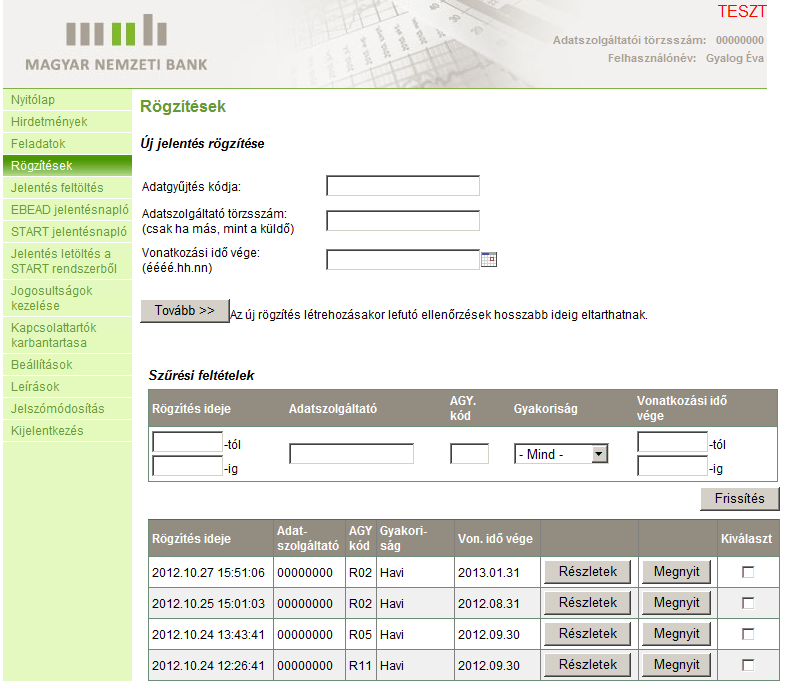 TESZT
Adatszolgáltatói törzsszám: 00000000
Felhasználónév: Gyalog Éva
MAGYAR NEMZETI BANK
Nyitólap
Hirdetmények
Feladatok
Rögzítések
Jelentés feltöltés
EBEAD jelentésnapló
START jelentésnapló
Jelentés letöltés a
START rendszerből
Jogosultságok
kezelése
Kapcsolattartók
karbantartasa
Beállítások
Leírások
Jelszómódosítás
Kijelentkezés
Rögzítések
Új jelentés rögzítése
Adatgyűjtés kódja:
Adatszolgáltató törzsszám:
(csak ha más, mint a küldő)
Vonatkozási idő vége:
(éééé.hh.nn)
Tovább >> Az új rögzítés létrehozásakor lefutó ellenőrzések hosszabb ideig eltarthatnak.
Szűrési feltételek
Rögzítés ideje Adatszolgáltató AGY. kód Gyakoriság Vonatkozási idő vége
-tól - Mind - -tól
-ig -ig
Frissítés
Rögzítés ideje Adat-szolgáltató AGY kód Gyakori-ság Von. idő vége Kiválaszt
2012.10.27 15:51:06 00000000 R02 Havi 2013.01.31 Részletek Megnyit
2012.10.25 15:01:03 00000000 R02 Havi 2012.08.31 Részletek Megnyit
2012.10.24 13:43:41 00000000 R05 Havi 2012.09.30 Részletek Megnyit
2012.10.24 12:26:41 00000000 R11 Havi 2012.09.30 Részletek Megnyit